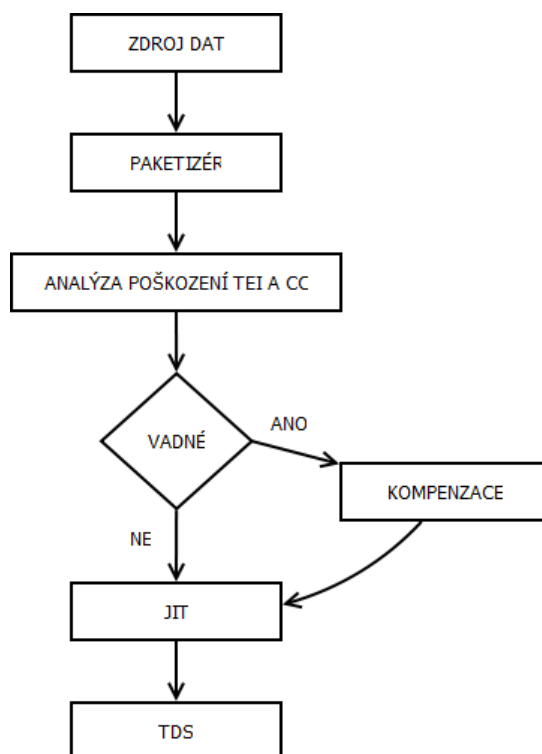 ZDROJ DAT
PAKETIZÉR
ANALÝZA POŠKOZENÍ TEI A CC
VADNÉ
ANO
KOMPENZACE
NE
JIT
TDS